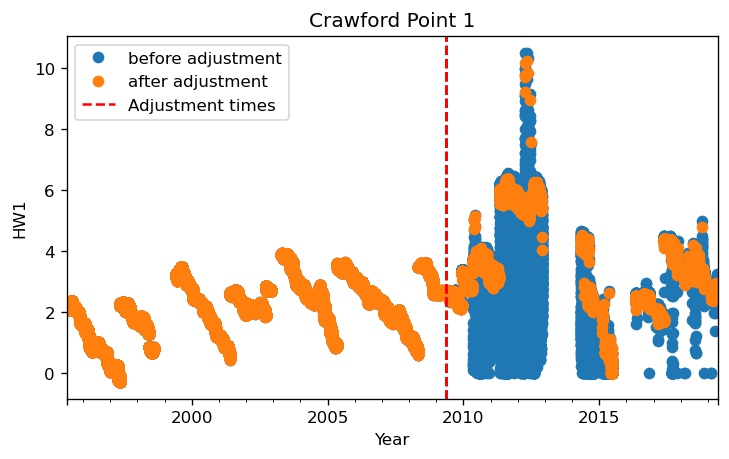 Crawford Point 1
before adjustment
after adjustment
Adjustment times
HW1
10
8
6
4
2
0
2000 2005 2010 2015
Year